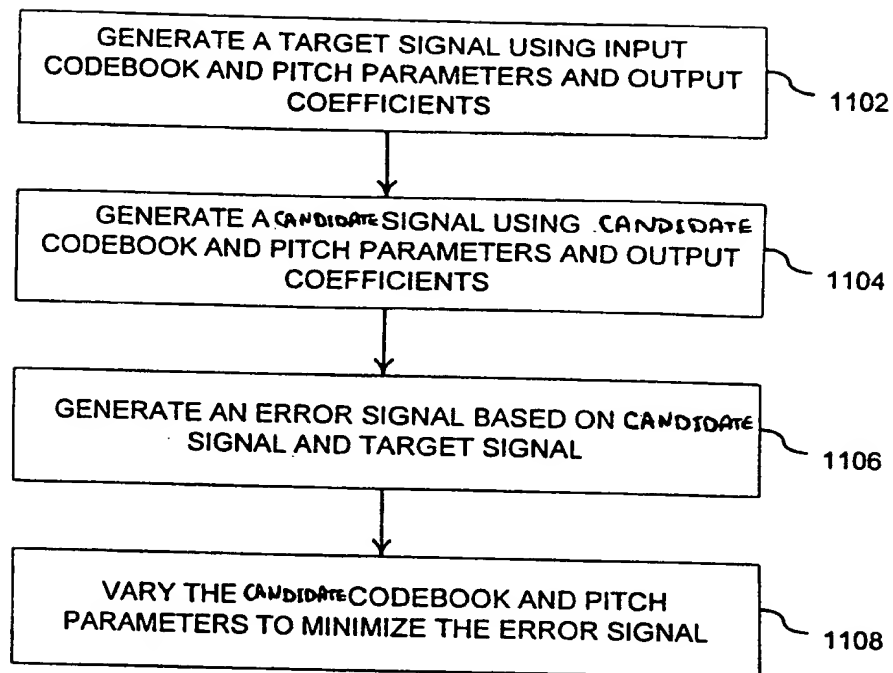 GENERATE A TARGET SIGNAL USING INPUT
CODEBOOK AND PITCH PARAMETERS AND OUTPUT
COEFFICIENTS
1102
GENERATE A CANDIDATE SIGNAL USING CANDIDATE
CODEBOOK AND PITCH PARAMETERS AND OUTPUT
COEFFICIENTS
1104
GENERATE AN ERROR SIGNAL BASED ON CANDIDATE
SIGNAL AND TARGET SIGNAL
1106
VARY THE CANDIDATE CODEBOOK AND PITCH
PARAMETERS TO MINIMIZE THE ERROR SIGNAL
1108